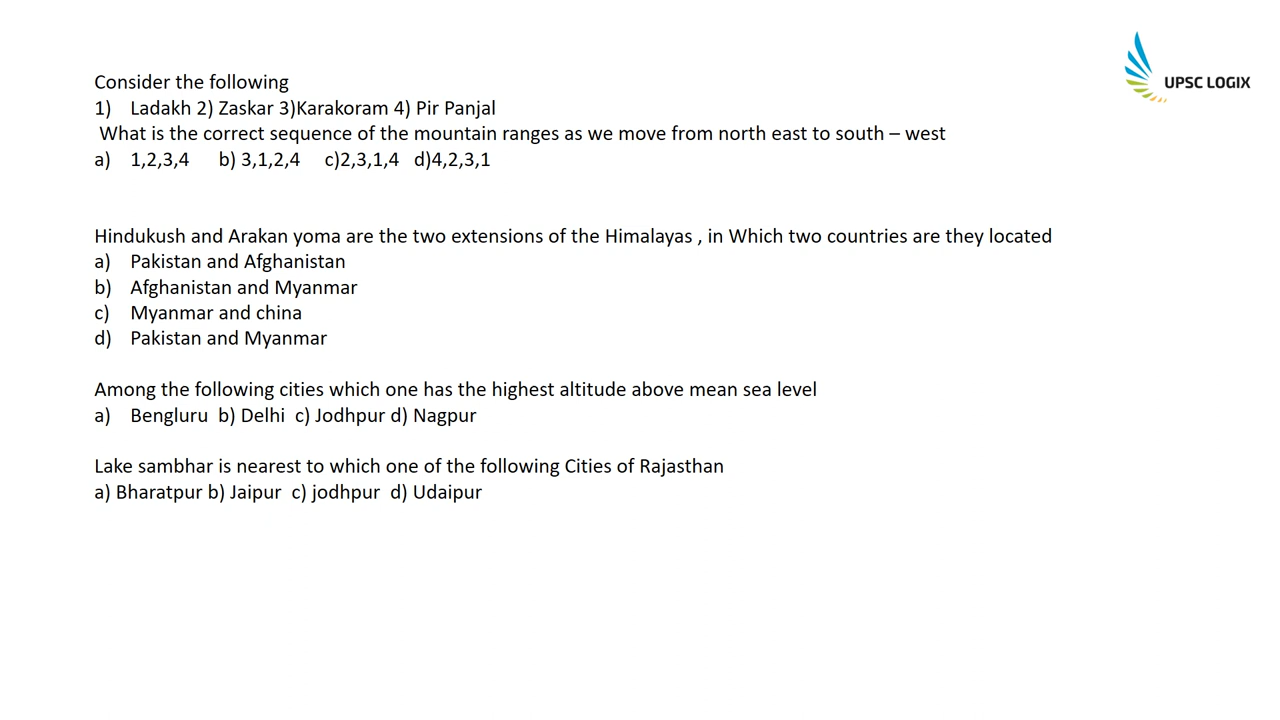 UPSC LOGIX
Consider the following
1) Ladakh 2) Zaskar 3)Karakoram 4) Pir Panjal
What is the correct sequence of the mountain ranges as we move from north east to south – west
a) 1,2,3,4 b) 3,1,2,4 c)2,3,1,4 d)4,2,3,1
Hindukush and Arakan yoma are the two extensions of the Himalayas , in Which two countries are they located
a) Pakistan and Afghanistan
b) Afghanistan and Myanmar
c) Myanmar and china
d) Pakistan and Myanmar
Among the following cities which one has the highest altitude above mean sea level
a) Bengluru b) Delhi c) Jodhpur d) Nagpur
Lake sambhar is nearest to which one of the following Cities of Rajasthan
a) Bharatpur b) Jaipur c) jodhpur d) Udaipur